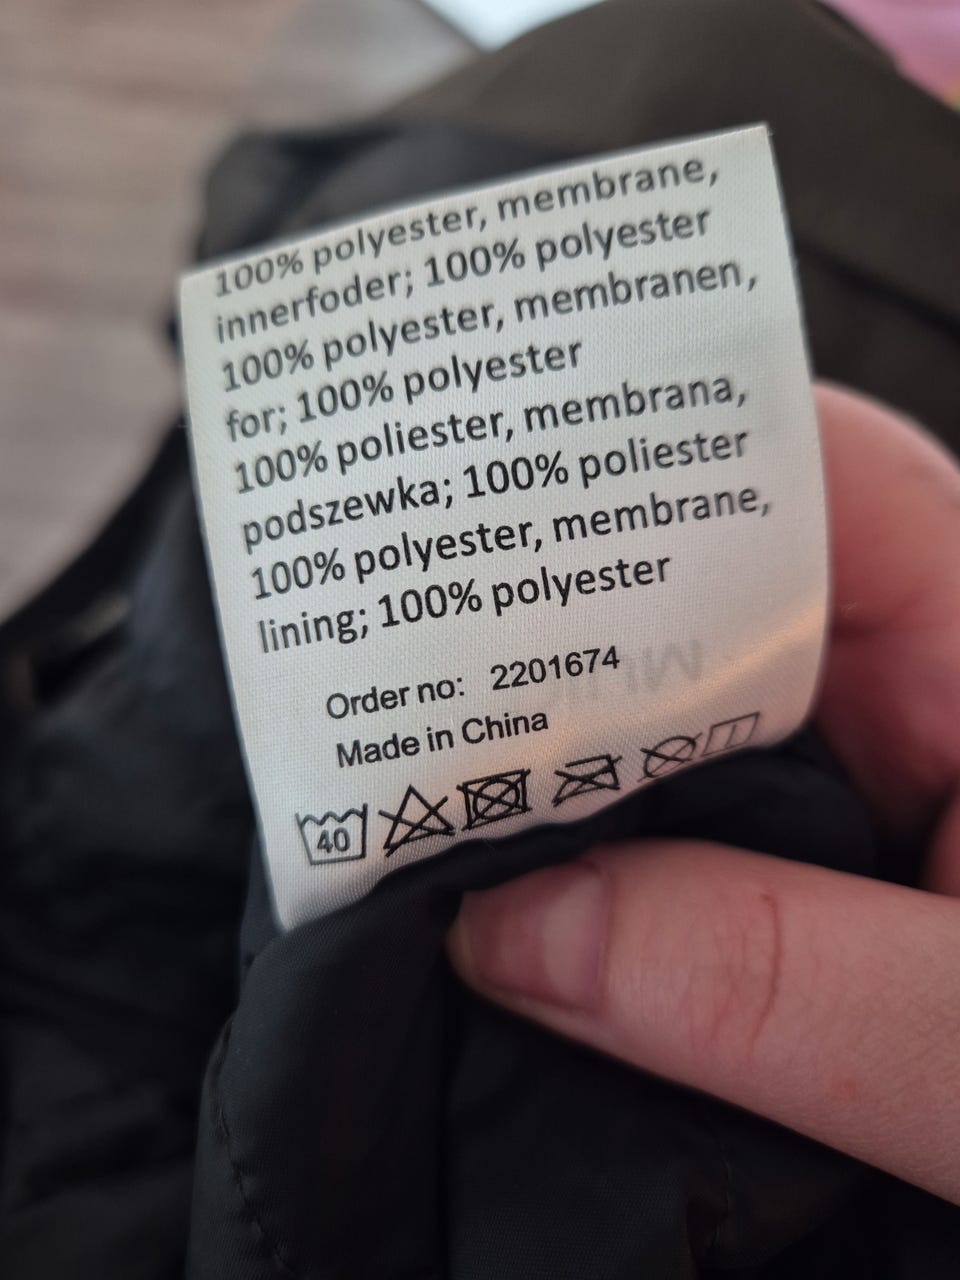 100% polyester, membrane,
innerfoder; 100% polyester
100% polyester, membranen,
for; 100% polyester
100% poliester, membrana,
podszewka; 100% poliester
100% polyester, membrane,
lining; 100% polyester
Order no: 2201674
Made in China
40